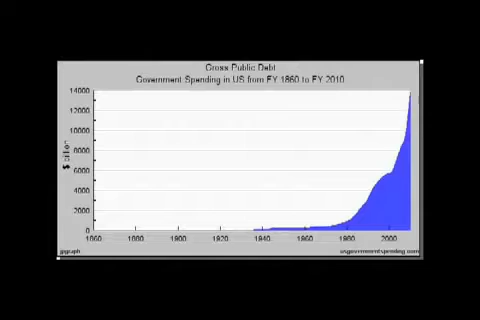 Gross Public Debt
Government Spending in US from FY 1860 to FY 2010
14000
12000
10000
8000
6000
4000
2000
0
$ billion
1860 1880 1900 1920 1940 1960 1980 2000
usgovernmentspending.com